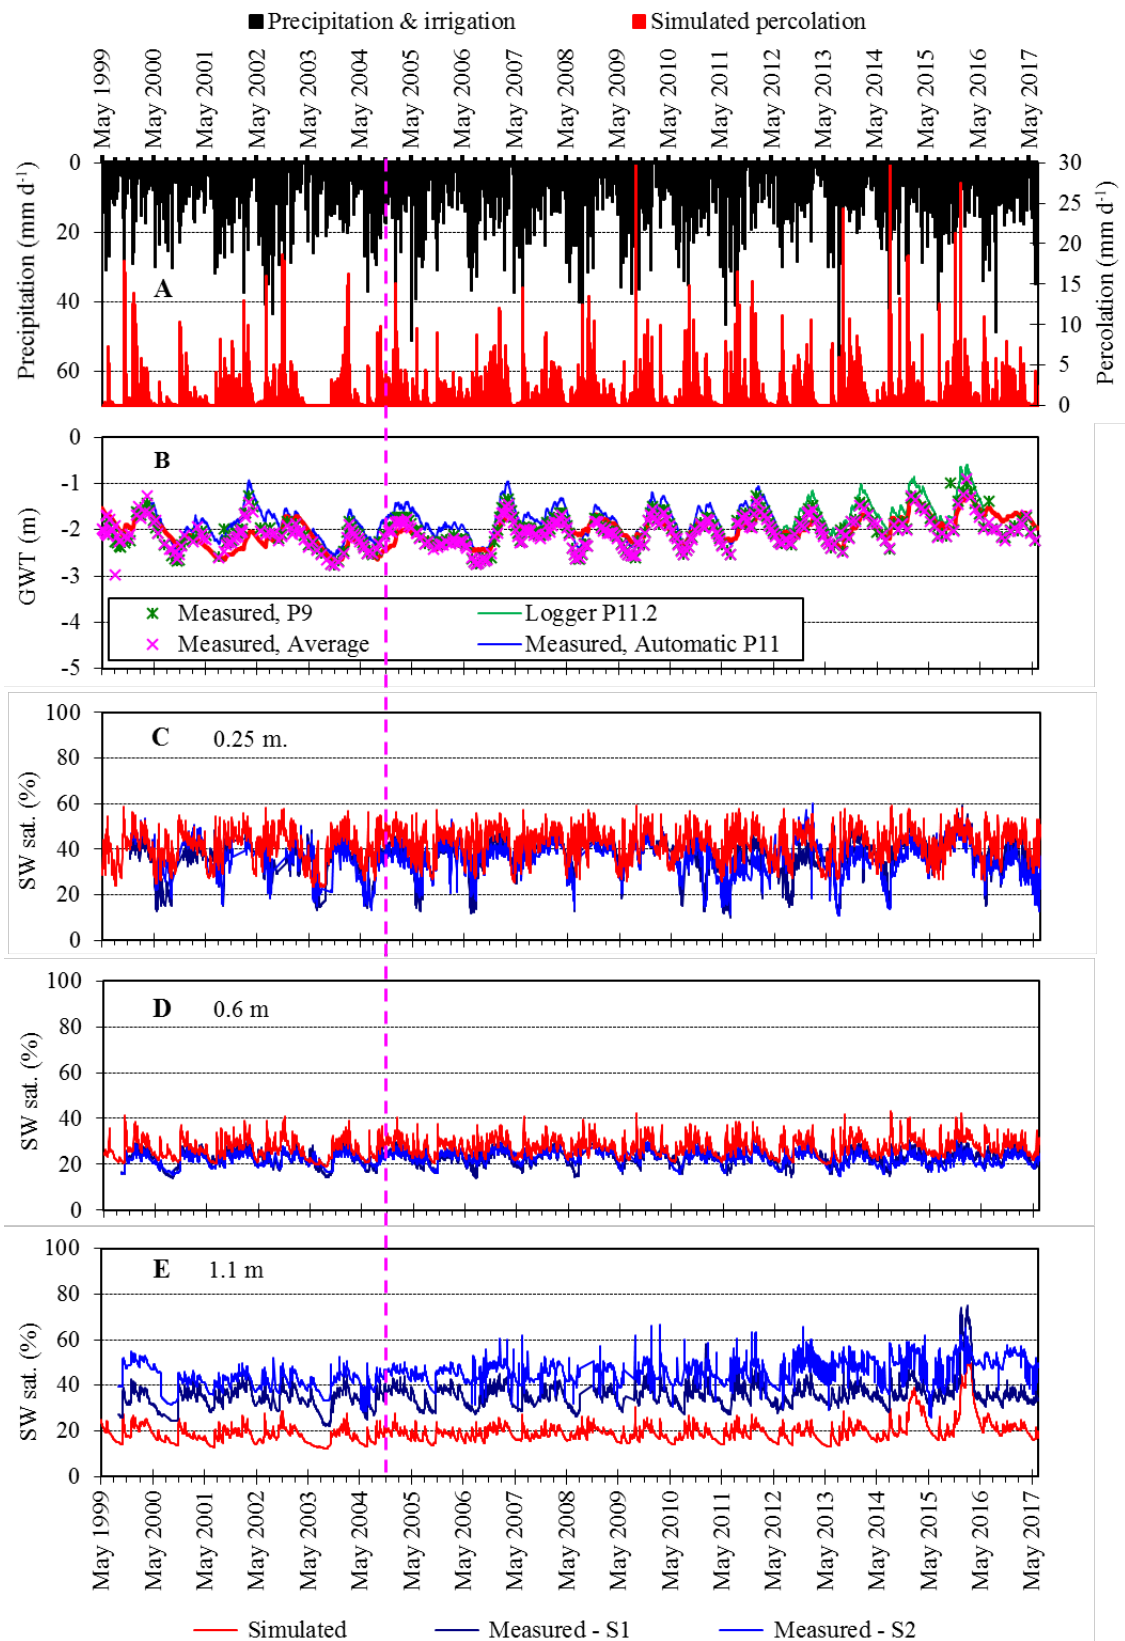 Precipitation & irrigation Simulated percolation
May 1999 May 2000 May 2001 May 2002 May 2003 May 2004 May 2005 May 2006 May 2007 May 2008 May 2009 May 2010 May 2011 May 2012 May 2013 May 2014 May 2015 May 2016 May 2017
Precipitation (mm d-1)
0
20
40
60
A
30
25
20
15
10
5
0
Percolation (mm d-1)
GWT (m)
0
-1
-2
-3
-4
-5
B
Measured, P9 Logger P11.2
Measured, Average Measured, Automatic P11
SW sat. (%)
100
80
60
40
20
0
C 0.25 m.
SW sat. (%)
100
80
60
40
20
0
D 0.6 m
SW sat. (%)
100
80
60
40
20
0
E 1.1 m
May 1999 May 2000 May 2001 May 2002 May 2003 May 2004 May 2005 May 2006 May 2007 May 2008 May 2009 May 2010 May 2011 May 2012 May 2013 May 2014 May 2015 May 2016 May 2017
Simulated Measured - S1 Measured - S2